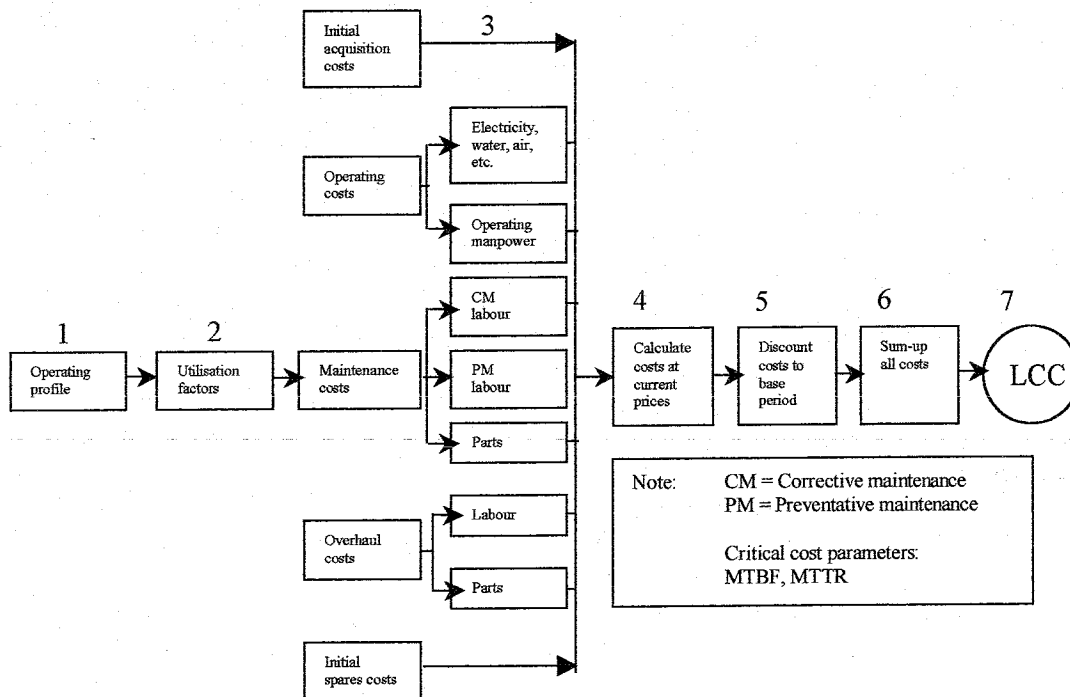 Initial
acquisition
costs
3
Electricity,
water, air,
etc.
Operating
costs
Operating
manpower
CM
labour
1
Operating
profile
2
Utilisation
factors
Maintenance
costs
PM
labour
Parts
4
Calculate
costs at
current
prices
5
Discount
costs to
base
period
6
Sum-up
all costs
7
LCC
Note:
CM = Corrective maintenance
PM = Preventative maintenance
Critical cost parameters:
MTBF, MTTR
Overhaul
costs
Labour
Parts
Initial
spares costs